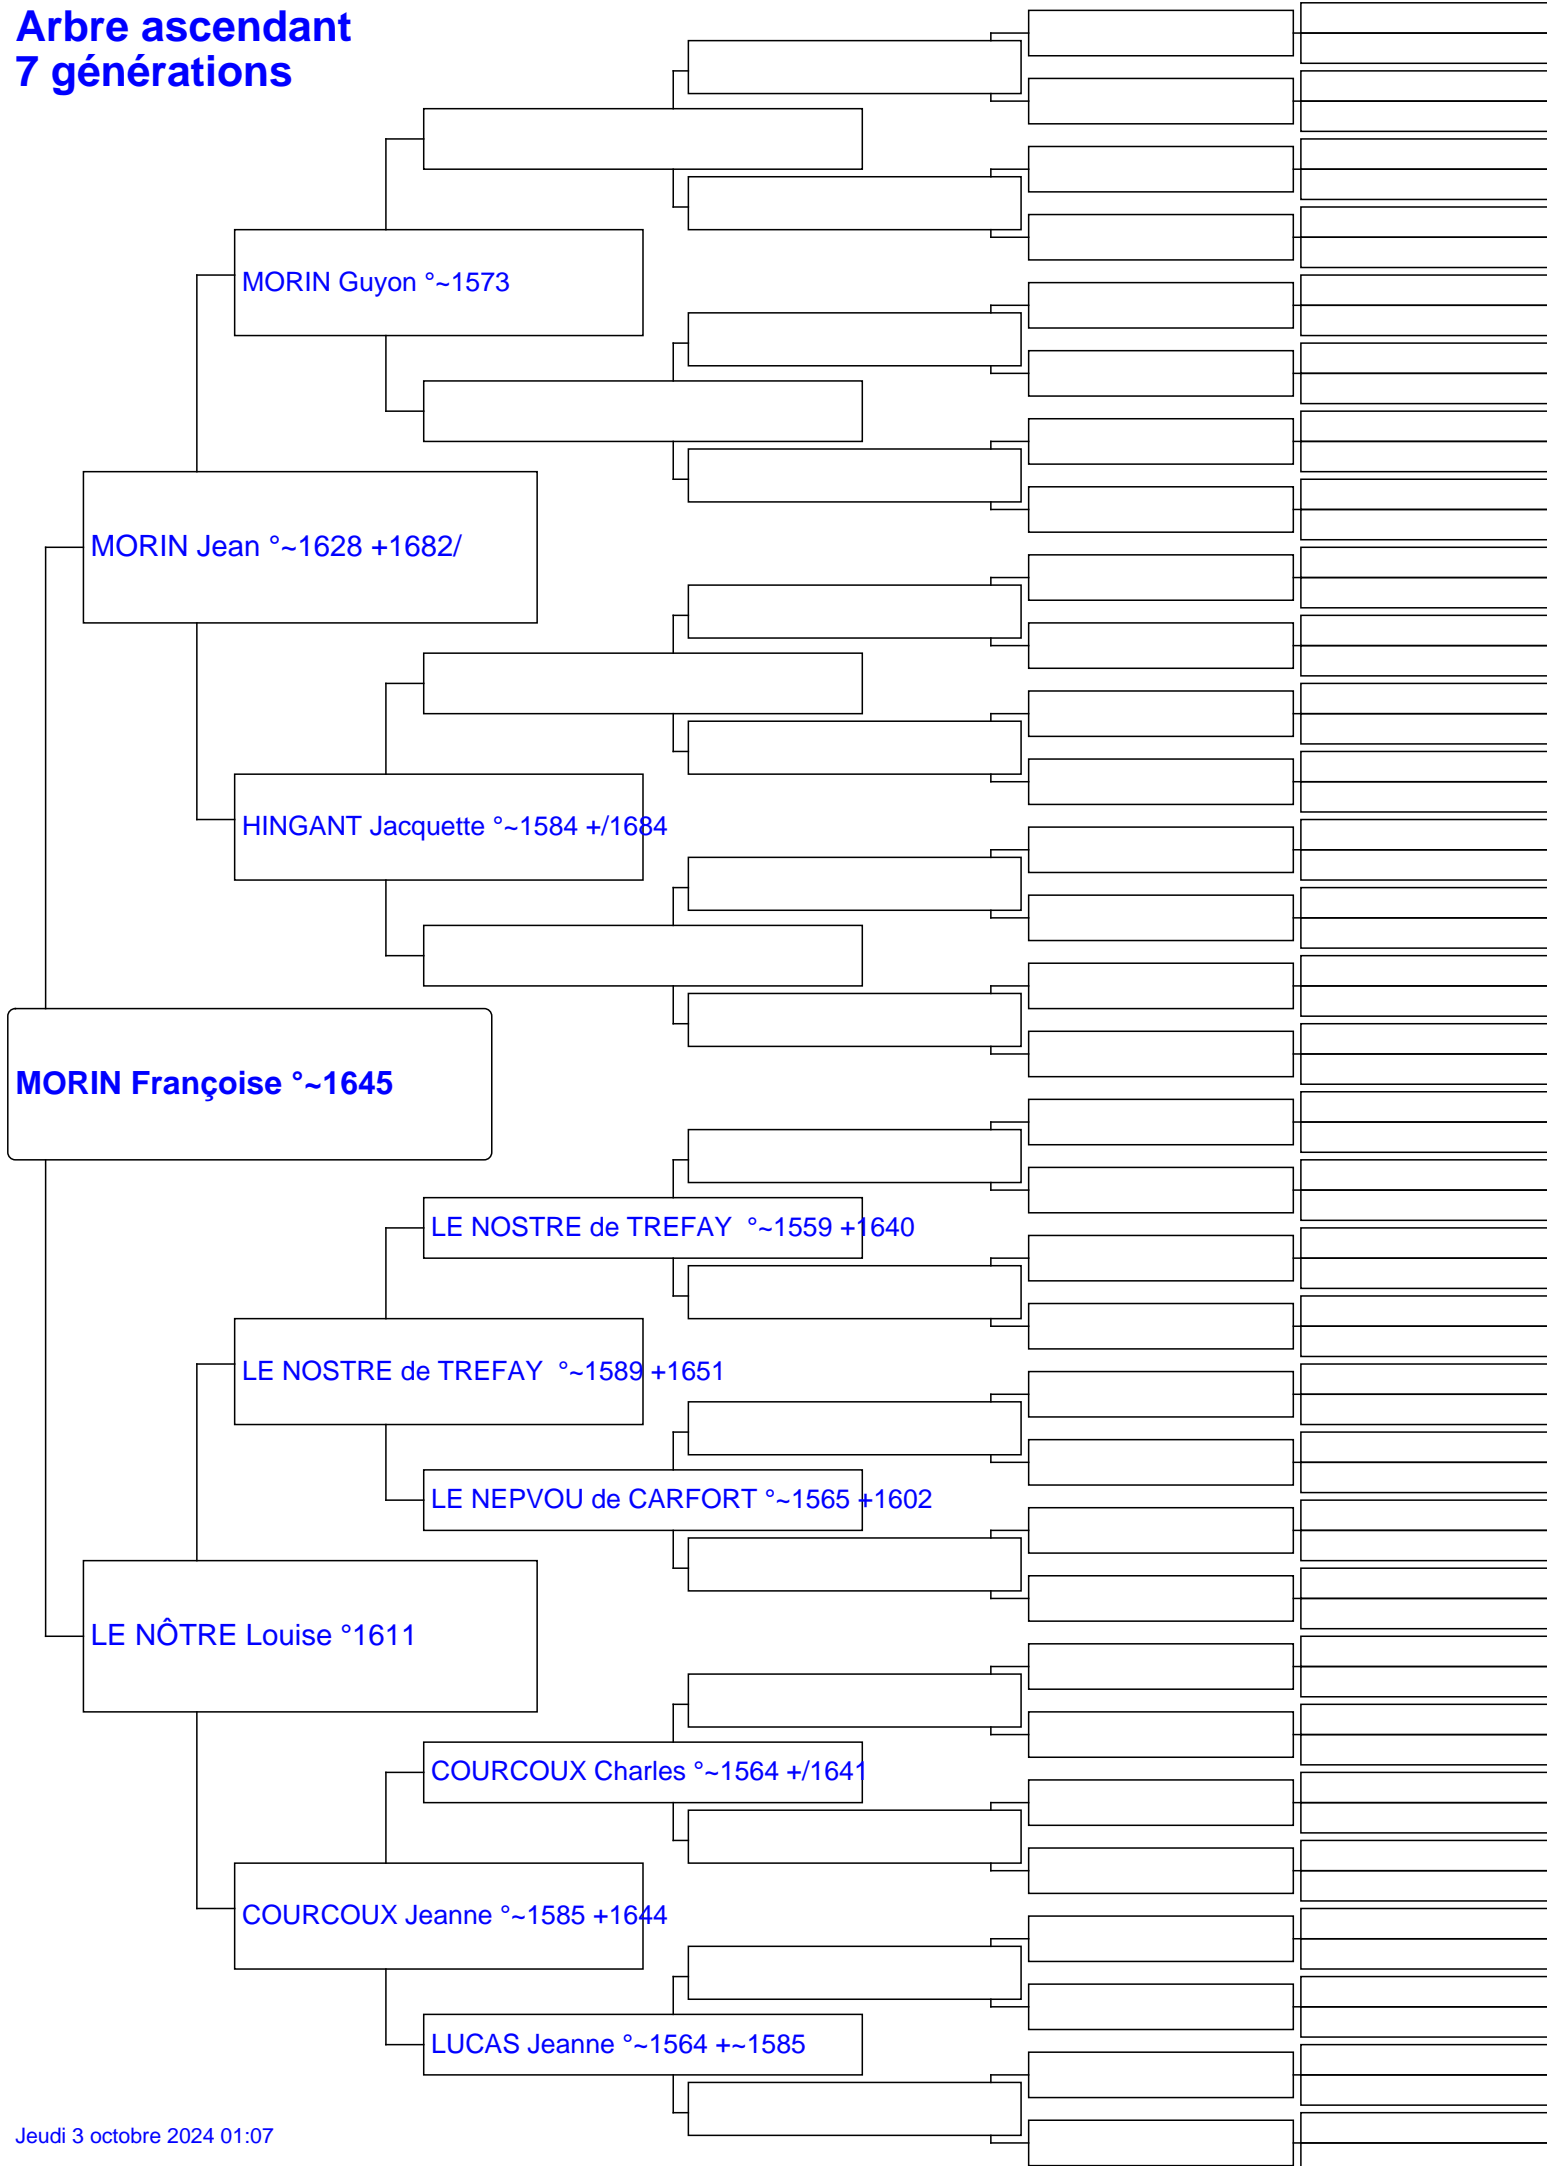 Arbre ascendant
7 générations
MORIN Guyon °~1573
MORIN Jean °~1628 +1682/
HINGANT Jacquette °~1584 +/1684
MORIN Françoise °~1645
LE NOSTRE de TREFAY  °~1559 +1640
LE NOSTRE de TREFAY  °~1589 +1651
LE NEPVOU de CARFORT °~1565 +1602
LE NÔTRE Louise °1611
COURCOUX Charles °~1564 +/1641
COURCOUX Jeanne °~1585 +1644
LUCAS Jeanne °~1564 +~1585
Jeudi 3 octobre 2024 01:07